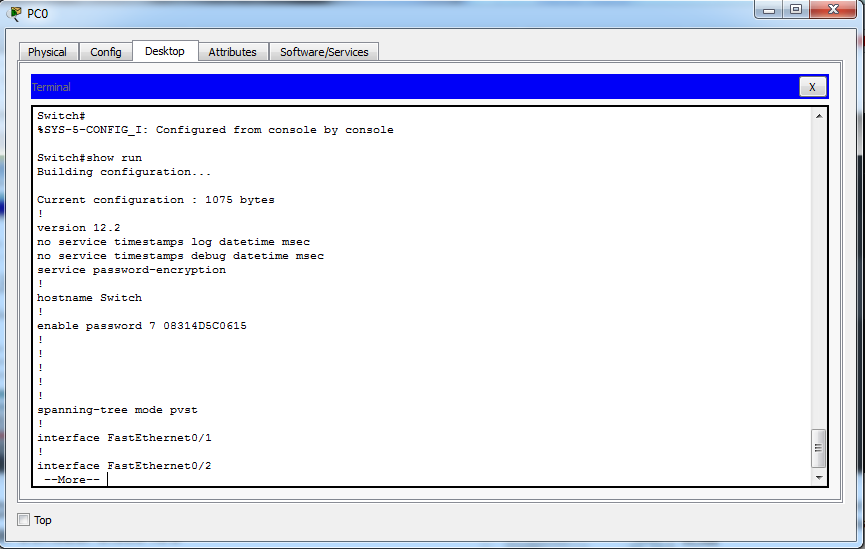 PC0
Physical Config Desktop Attributes Software/Services
Terminal X
Switch#
%SYS-5-CONFIG_I: Configured from console by console
Switch#show run
Building configuration...
Current configuration : 1075 bytes
!
version 12.2
no service timestamps log datetime msec
no service timestamps debug datetime msec
service password-encryption
!
hostname Switch
!
enable password 7 08314D5C0615
!
!
!
!
!
spanning-tree mode pvst
!
interface FastEthernet0/1
!
interface FastEthernet0/2
--More--
Top